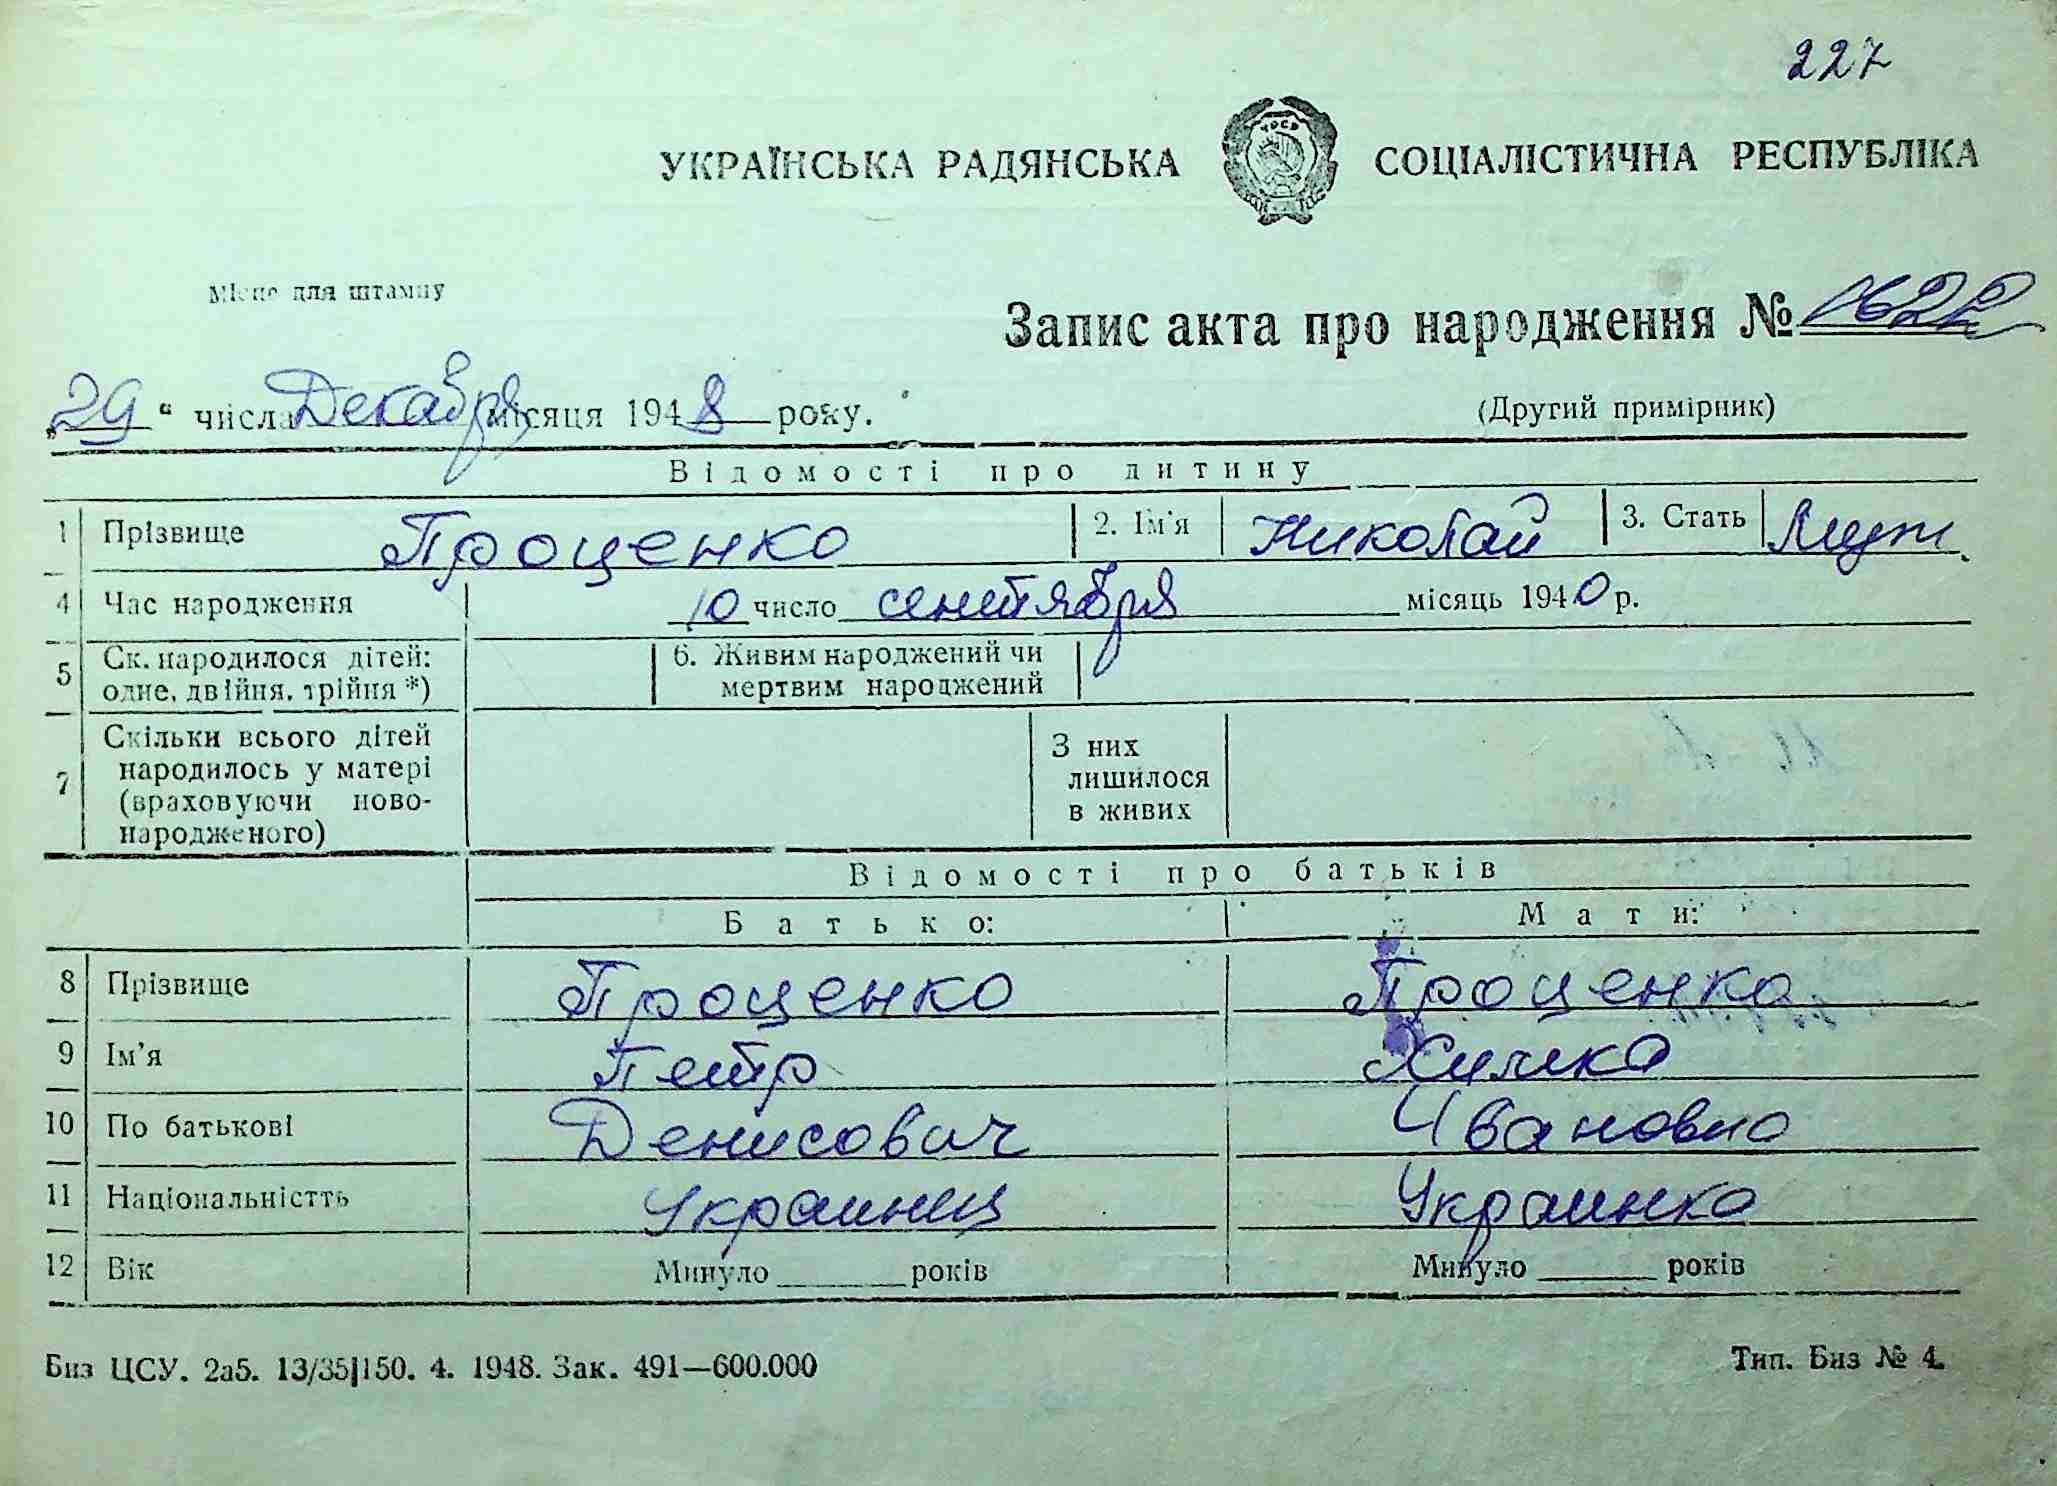 227
УКРАЇНСЬКА РАДЯНСЬКА СОЦІАЛІСТИЧНА РЕСПУБЛІКА
Місце для штампу
Запис акта про народження №
(Другий примірник)
„29“ числа Декабря місяця 1948 року.
Відомості про дитину
1 Прізвище Проценко 2. Ім'я Николай 3. Стать Муж
4 Час народження 10 число сентября місяць 1940 р.
5 Ск. народилося дітей: одне, двійня, трійня *) 6. Живим народжений чи мертвим народжений
7 Скільки всього дітей народилось у матері (враховуючи новонародженого) З них лишилося в живих
Відомості про батьків
Батько: Мати:
8 Прізвище Проценко Проценко
9 Ім'я Петр
10 По батькові Денисович Ивановна
11 Національністть Украинец Украинка
12 Вік Минуло років Минуло років
Биз ЦСУ. 2а5. 13/35|150. 4. 1948. Зак. 491—600.000 Тип. Биз № 4.